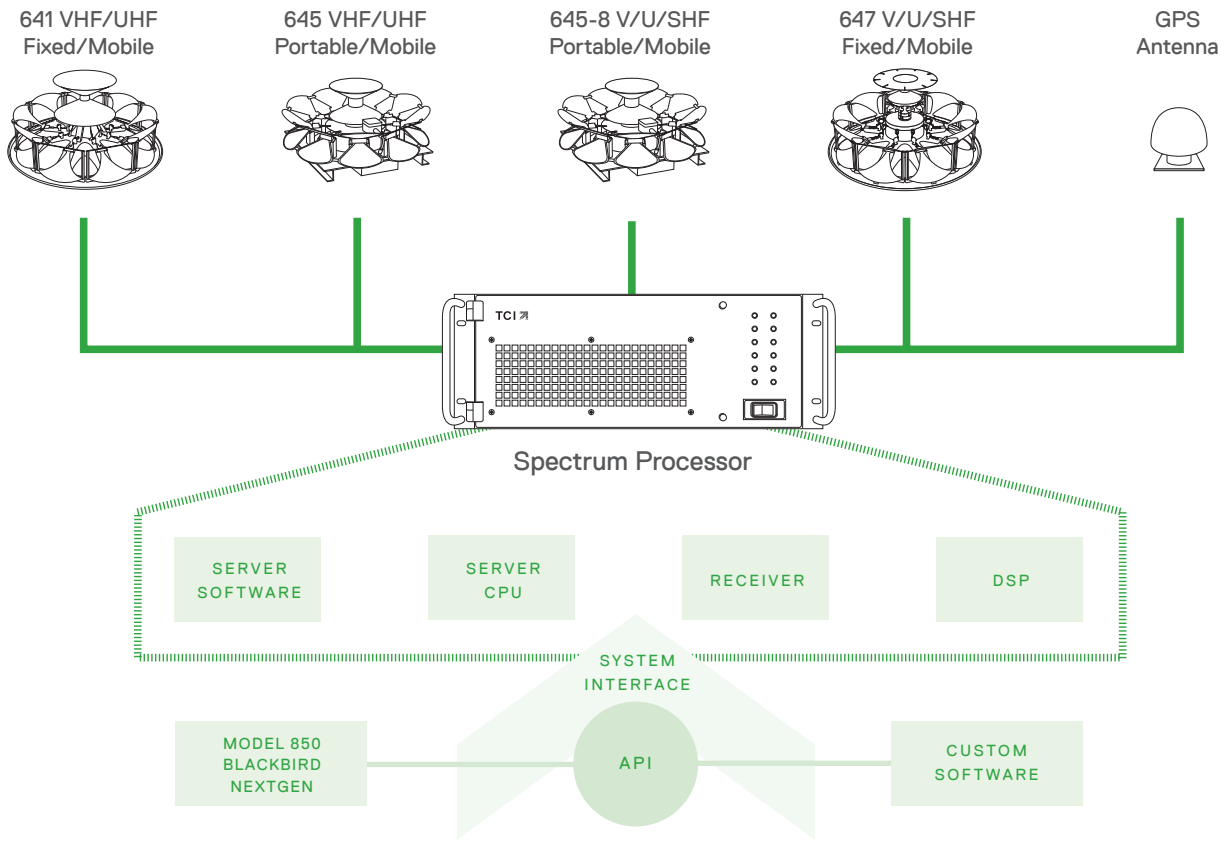 641 VHF/UHF
Fixed/Mobile
645 VHF/UHF
Portable/Mobile
645-8 V/U/SHF
Portable/Mobile
647 V/U/SHF
Fixed/Mobile
GPS
Antenna
TCI
Spectrum Processor
SERVER
SOFTWARE
SERVER
CPU
RECEIVER
DSP
SYSTEM
INTERFACE
MODEL 850
BLACKBIRD
NEXTGEN
API
CUSTOM
SOFTWARE